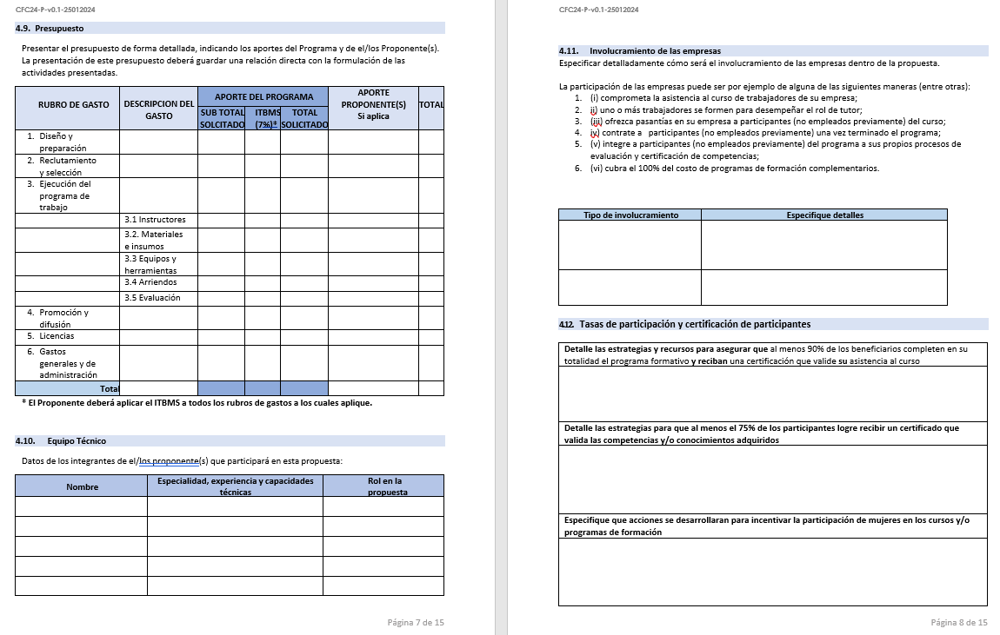 CFC24-P-v0.1-25012024
4.9. Presupuesto
Presentar el presupuesto de forma detallada, indicando los aportes del Programa y de el/los Proponente(s).
La presentación de este presupuesto deberá guardar una relación directa con la formulación de las
actividades presentadas.
RUBRO DE GASTO
DESCRIPCION DEL
GASTO
APORTE DEL PROGRAMA
SUB TOTAL
SOLCITADO
ITBMS
(7%)*
TOTAL
SOLICITADO
APORTE
PROPONENTE(S)
Si aplica
TOTAL
1. Diseño y
preparación
2. Reclutamiento
y selección
3. Ejecución del
programa de
trabajo
3.1 Instructores
3.2. Materiales
e insumos
3.3 Equipos y
herramientas
3.4 Arriendos
3.5 Evaluación
4. Promoción y
difusión
5. Licencias
6. Gastos
generales y de
administración
Total
* El Proponente deberá aplicar el ITBMS a todos los rubros de gastos a los cuales aplique.
4.10. Equipo Técnico
Datos de los integrantes de el/los proponente(s) que participará en esta propuesta:
Nombre
Especialidad, experiencia y capacidades
técnicas
Rol en la
propuesta
Página 7 de 15
CFC24-P-v0.1-25012024
4.11. Involucramiento de las empresas
Especificar detalladamente cómo será el involucramiento de las empresas dentro de la propuesta.
La participación de las empresas puede ser por ejemplo de alguna de las siguientes maneras (entre otras):
1. (i) comprometa la asistencia al curso de trabajadores de su empresa;
2. ii) uno o más trabajadores se formen para desempeñar el rol de tutor;
3. (iii) ofrezca pasantías en su empresa a participantes (no empleados previamente) del curso;
4. iv) contrate a participantes (no empleados previamente) una vez terminado el programa;
5. (v) integre a participantes (no empleados previamente) del programa a sus propios procesos de
evaluación y certificación de competencias;
6. (vi) cubra el 100% del costo de programas de formación complementarios.
Tipo de involucramiento
Especifique detalles
4.12. Tasas de participación y certificación de participantes
Detalle las estrategias y recursos para asegurar que al menos 90% de los beneficiarios completen en su
totalidad el programa formativo y reciban una certificación que valide su asistencia al curso
Detalle las estrategias para que al menos el 75% de los participantes logre recibir un certificado que
valida las competencias y/o conocimientos adquiridos
Especifique que acciones se desarrollaran para incentivar la participación de mujeres en los cursos y/o
programas de formación
Página 8 de 15